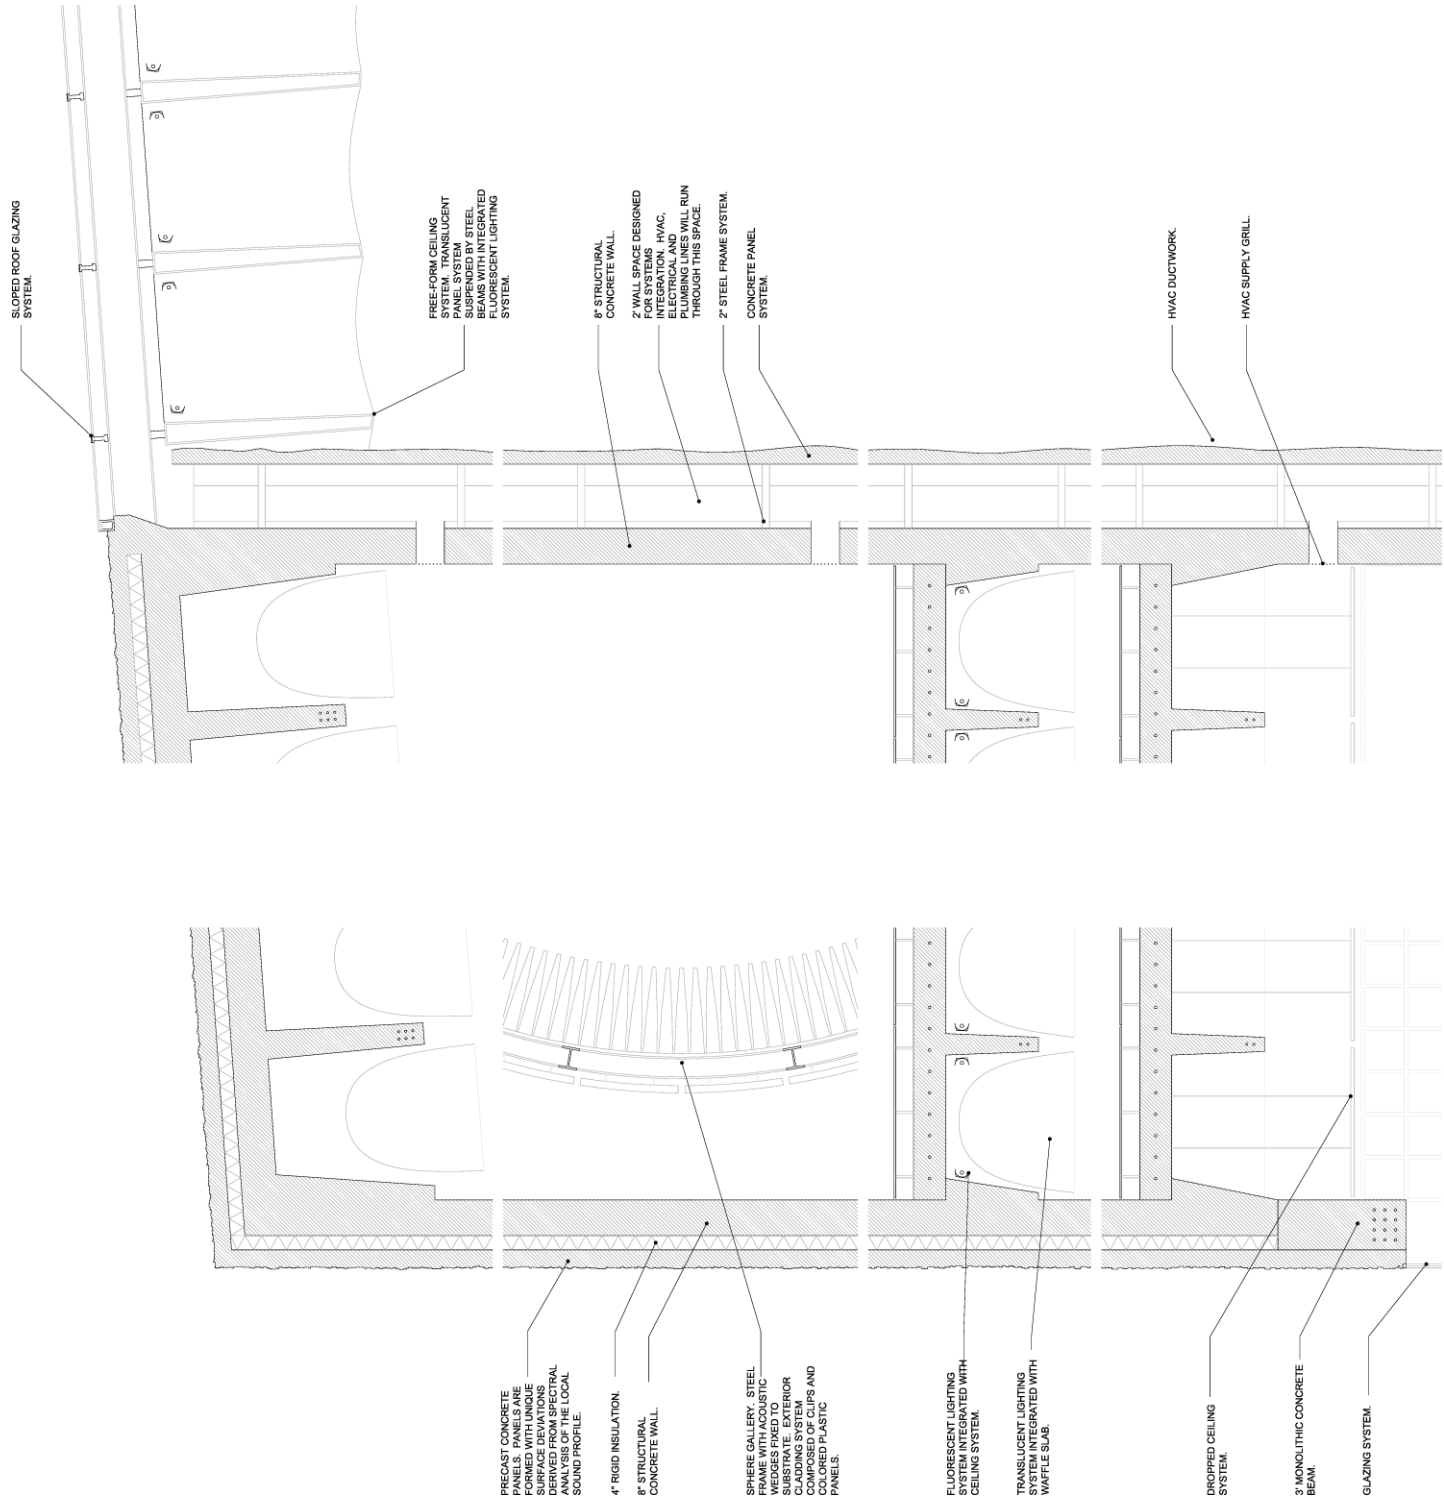 SLOPED ROOF GLAZING
SYSTEM.
FREE-FORM CEILING
SYSTEM. TRANSLUCENT
PANEL SYSTEM
SUSPENDED BY STEEL
BEAMS WITH INTEGRATED
FLUORESCENT LIGHTING
SYSTEM.
8" STRUCTURAL
CONCRETE WALL.
2' WALL SPACE DESIGNED
FOR SYSTEMS
INTEGRATION. HVAC,
ELECTRICAL AND
PLUMBING LINES WILL RUN
THROUGH THIS SPACE.
2" STEEL FRAME SYSTEM.
CONCRETE PANEL
SYSTEM.
HVAC DUCTWORK.
HVAC SUPPLY GRILL.
PRECAST CONCRETE
PANELS. PANELS ARE
FORMED WITH UNIQUE
SURFACE DEVIATIONS
DERIVED FROM SPECTRAL
ANALYSIS OF THE LOCAL
SOUND PROFILE.
4" RIGID INSULATION.
8" STRUCTURAL
CONCRETE WALL.
SPHERE GALLERY. STEEL
FRAME WITH ACOUSTIC
WEDGES FIXED TO
SUBSTRATE. EXTERIOR
CLADDING SYSTEM
COMPOSED OF CLIPS AND
COLORED PLASTIC
PANELS.
FLUORESCENT LIGHTING
SYSTEM INTEGRATED WITH
CEILING SYSTEM.
TRANSLUCENT LIGHTING
SYSTEM INTEGRATED WITH
WAFFLE SLAB.
DROPPED CEILING
SYSTEM.
3' MONOLITHIC CONCRETE
BEAM.
GLAZING SYSTEM.